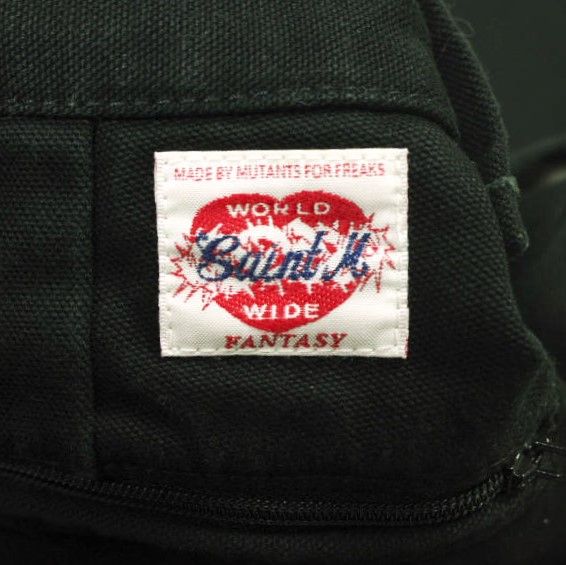 MADE BY MUTANTS FOR FREAKS
WORLD
Saint M
WIDE
FANTASY